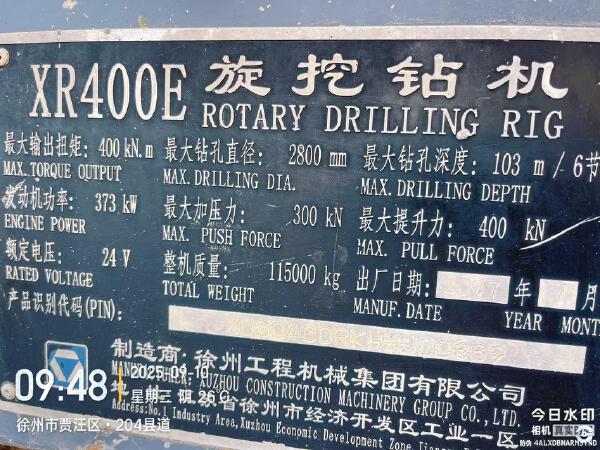 XR400E 旋挖钻机
ROTARY DRILLING RIG
最大输出扭矩: 400 kN.m 最大钻孔直径: 2800 mm 最大钻孔深度: 103 m / 6节
MAX.TORQUE OUTPUT MAX.DRILLING DIA. MAX.DRILLING DEPTH
发动机功率: 373 kW 最大加压力: 300 kN 最大提升力: 400 kN
ENGINE POWER MAX. PUSH FORCE MAX. PULL FORCE
额定电压: 24 V 整机质量: 115000 kg 出厂日期: 年 月
RATED VOLTAGE TOTAL WEIGHT MANUF.DATE YEAR MONT
产品识别代码(PIN):
制造商: 徐州工程机械集团有限公司
XUZHOU CONSTRUCTION MACHINERY GROUP CO.,LTD.
省徐州市经济开发区工业一区
Address:No.1 Industry Area,Xuzhou Economic Development Zone,
09:48
2025-09-10
星期三 26°C
徐州市贾汪区·204县道
今日水印
相机 真实
防伪 4ALXDBNARMSTND